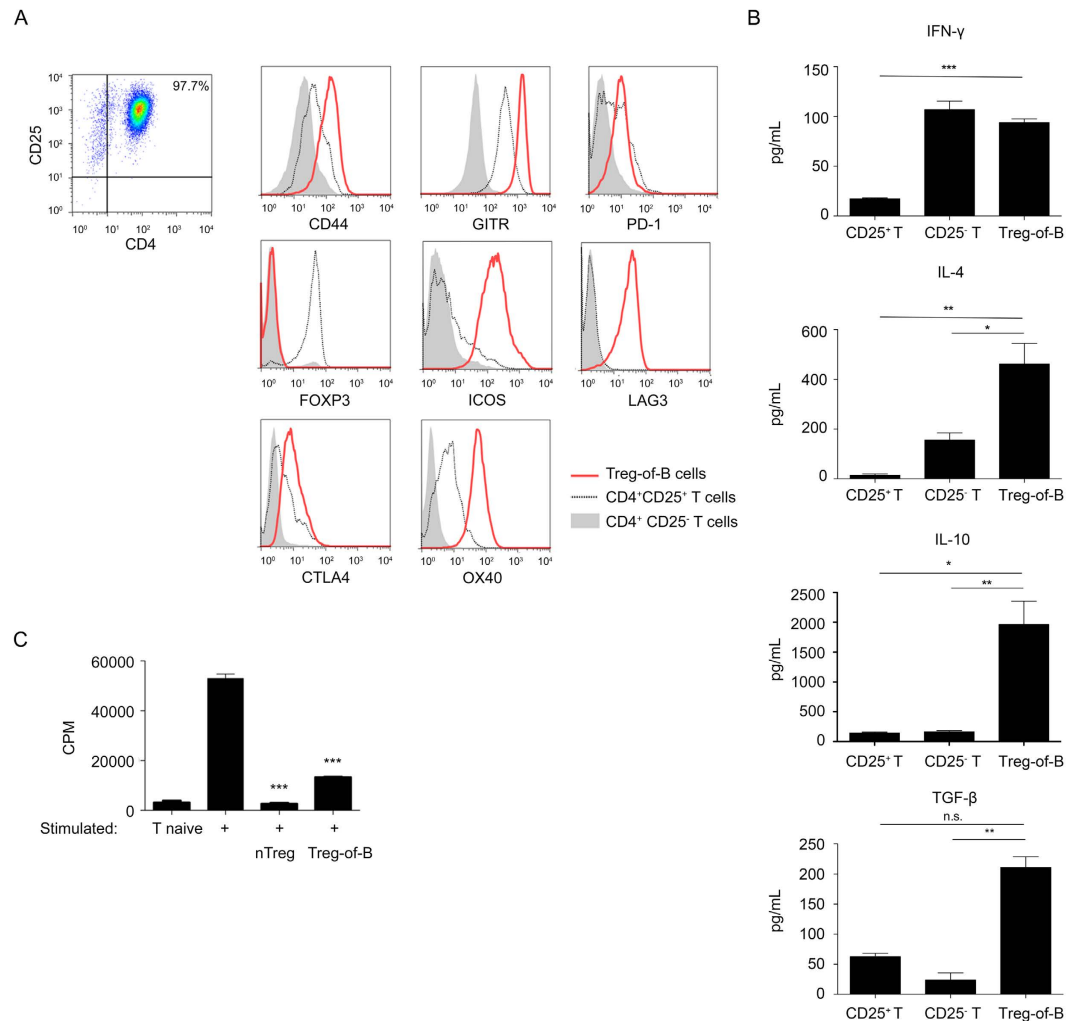 A
97.7%
CD25
10⁴
10³
10²
10¹
10⁰
10⁰ 10¹ 10² 10³ 10⁴
CD4
10⁰ 10¹ 10² 10³ 10⁴
CD44
10⁰ 10¹ 10² 10³ 10⁴
GITR
10⁰ 10¹ 10² 10³ 10⁴
PD-1
10⁰ 10¹ 10² 10³ 10⁴
FOXP3
10⁰ 10¹ 10² 10³ 10⁴
ICOS
10⁰ 10¹ 10² 10³ 10⁴
LAG3
10⁰ 10¹ 10² 10³ 10⁴
CTLA4
10⁰ 10¹ 10² 10³ 10⁴
OX40
Treg-of-B cells
CD4⁺CD25⁺ T cells
CD4⁺ CD25⁻ T cells
B
IFN-γ
***
pg/mL
150
100
50
0
CD25⁺ T CD25⁻ T Treg-of-B
IL-4
**
*
pg/mL
600
400
200
0
CD25⁺ T CD25⁻ T Treg-of-B
IL-10
*
**
pg/mL
2500
2000
1500
1000
500
0
CD25⁺ T CD25⁻ T Treg-of-B
TGF-β
n.s.
**
pg/mL
250
200
150
100
50
0
CD25⁺ T CD25⁻ T Treg-of-B
C
CPM
60000
40000
20000
0
*** ***
Stimulated: T naive + + +
nTreg Treg-of-B